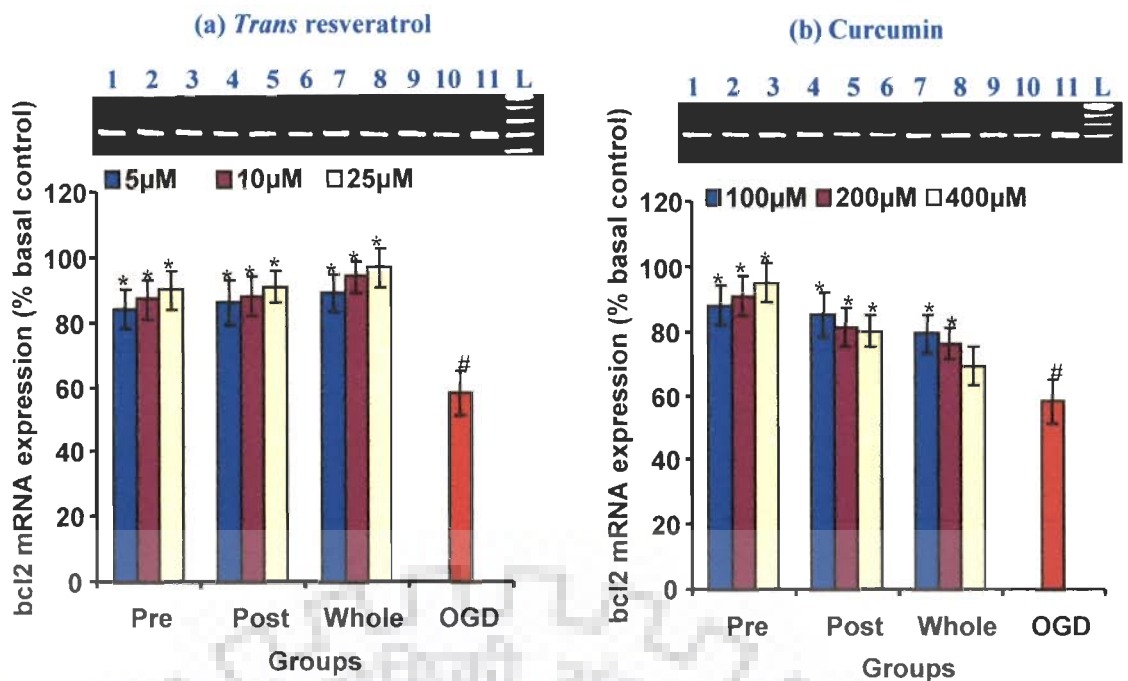 (a) Trans resveratrol
1 2 3 4 5 6 7 8 9 10 11 L
5µM 10µM 25µM
bcl2 mRNA expression (% basal control)
120
100
80
60
40
20
0
* * * * * * * * * #
Pre Post Whole OGD
Groups
(b) Curcumin
1 2 3 4 5 6 7 8 9 10 11 L
100µM 200µM 400µM
bcl2 mRNA expression (% basal control)
120
100
80
60
40
20
0
* * * * * * * * #
Pre Post Whole OGD
Groups